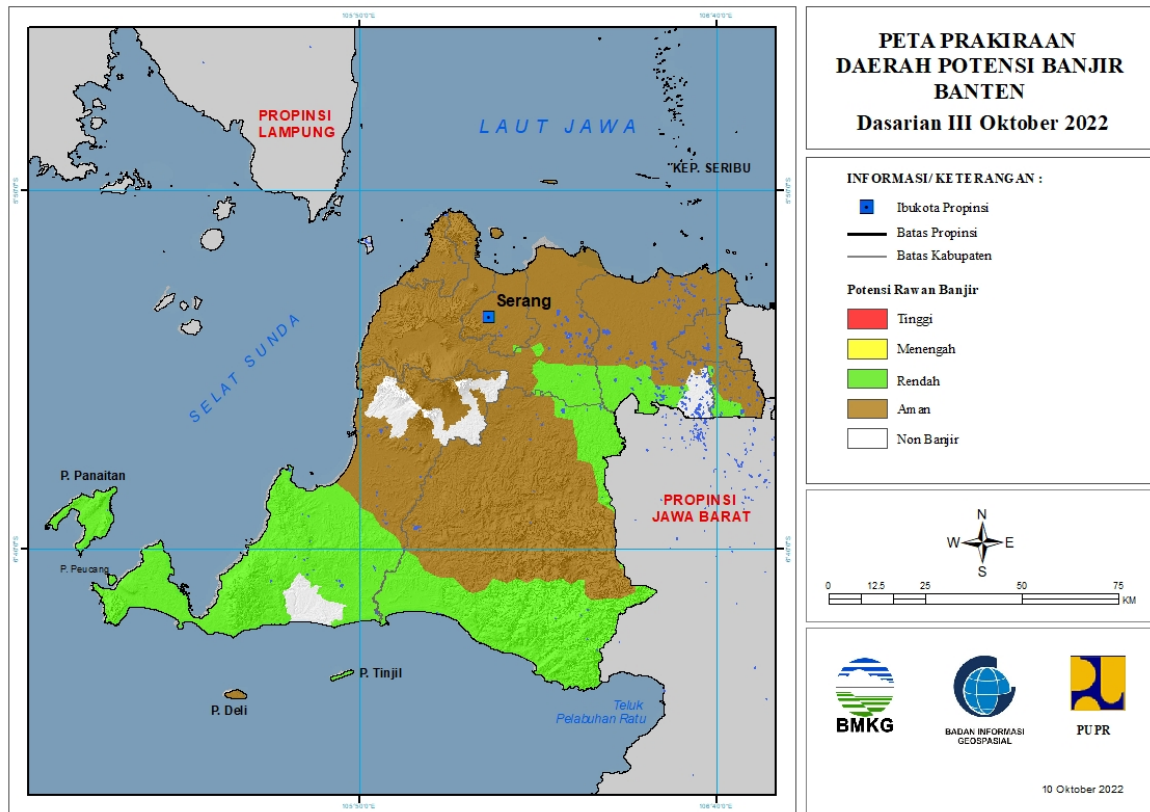 PETA PRAKIRAAN
DAERAH POTENSI BANJIR
BANTEN
Dasarian III Oktober 2022
INFORMASI/ KETERANGAN :
Ibukota Propinsi
Batas Propinsi
Batas Kabupaten
Potensi Rawan Banjir
Tinggi
Menengah
Rendah
Aman
Non Banjir
N
W E
S
0 12.5 25 50 75
KM
BMKG
BADAN INFORMASI
GEOSPASIAL
PUPR
10 Oktober 2022
PROPINSI
LAMPUNG
LAUT JAWA
KEP. SERIBU
Serang
SELAT SUNDA
P. Panaitan
P. Peucang
PROPINSI
JAWA BARAT
P. Tinjil
P. Deli
Teluk
Pelabuhan Ratu